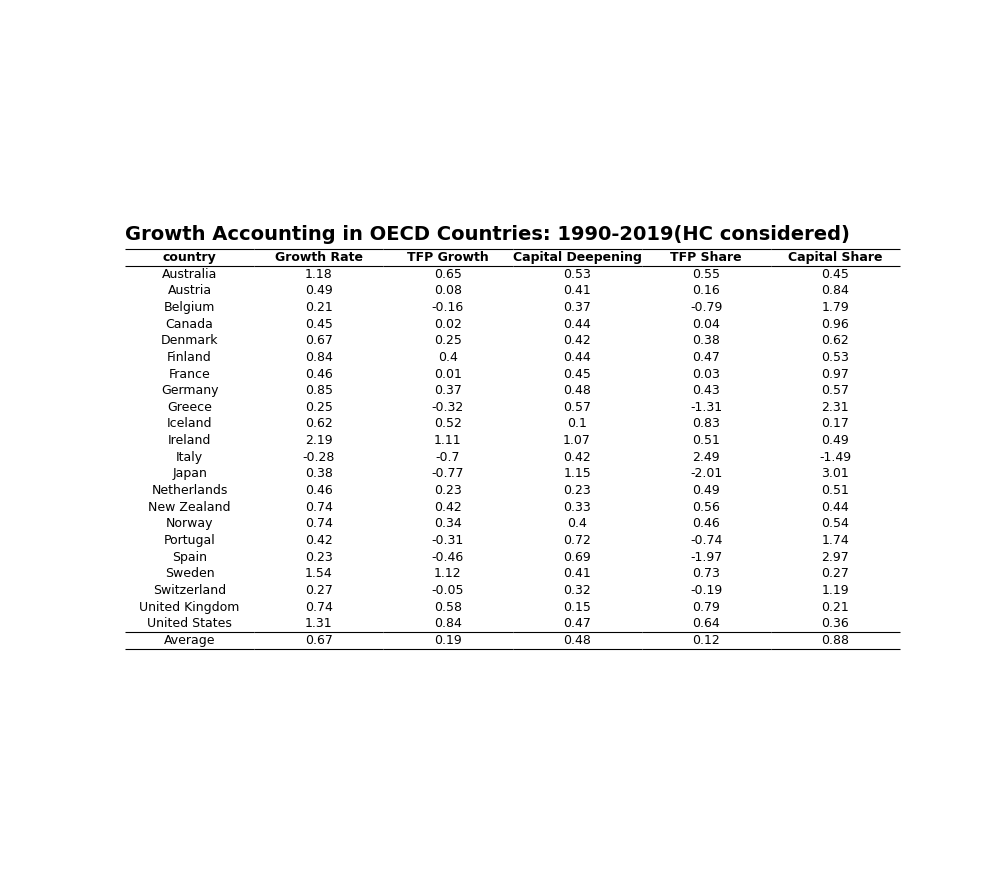 Growth Accounting in OECD Countries: 1990-2019(HC considered)
country Growth Rate TFP Growth Capital Deepening TFP Share Capital Share
Australia 1.18 0.65 0.53 0.55 0.45
Austria 0.49 0.08 0.41 0.16 0.84
Belgium 0.21 -0.16 0.37 -0.79 1.79
Canada 0.45 0.02 0.44 0.04 0.96
Denmark 0.67 0.25 0.42 0.38 0.62
Finland 0.84 0.4 0.44 0.47 0.53
France 0.46 0.01 0.45 0.03 0.97
Germany 0.85 0.37 0.48 0.43 0.57
Greece 0.25 -0.32 0.57 -1.31 2.31
Iceland 0.62 0.52 0.1 0.83 0.17
Ireland 2.19 1.11 1.07 0.51 0.49
Italy -0.28 -0.7 0.42 2.49 -1.49
Japan 0.38 -0.77 1.15 -2.01 3.01
Netherlands 0.46 0.23 0.23 0.49 0.51
New Zealand 0.74 0.42 0.33 0.56 0.44
Norway 0.74 0.34 0.4 0.46 0.54
Portugal 0.42 -0.31 0.72 -0.74 1.74
Spain 0.23 -0.46 0.69 -1.97 2.97
Sweden 1.54 1.12 0.41 0.73 0.27
Switzerland 0.27 -0.05 0.32 -0.19 1.19
United Kingdom 0.74 0.58 0.15 0.79 0.21
United States 1.31 0.84 0.47 0.64 0.36
Average 0.67 0.19 0.48 0.12 0.88